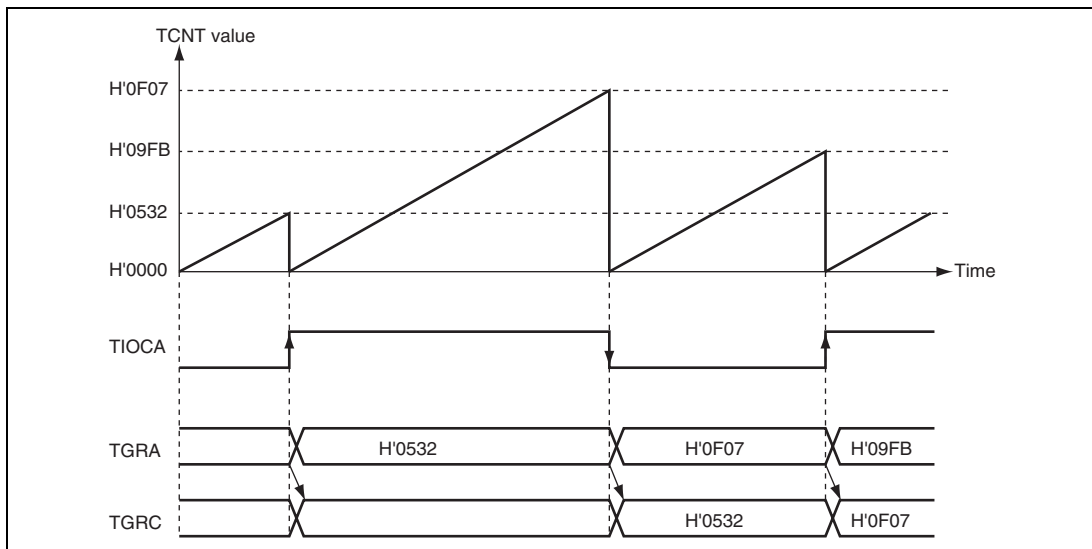 TCNT value
H'0F07
H'09FB
H'0532
H'0000
Time
TIOCA
TGRA
H'0532
H'0F07
H'09FB
TGRC
H'0532
H'0F07